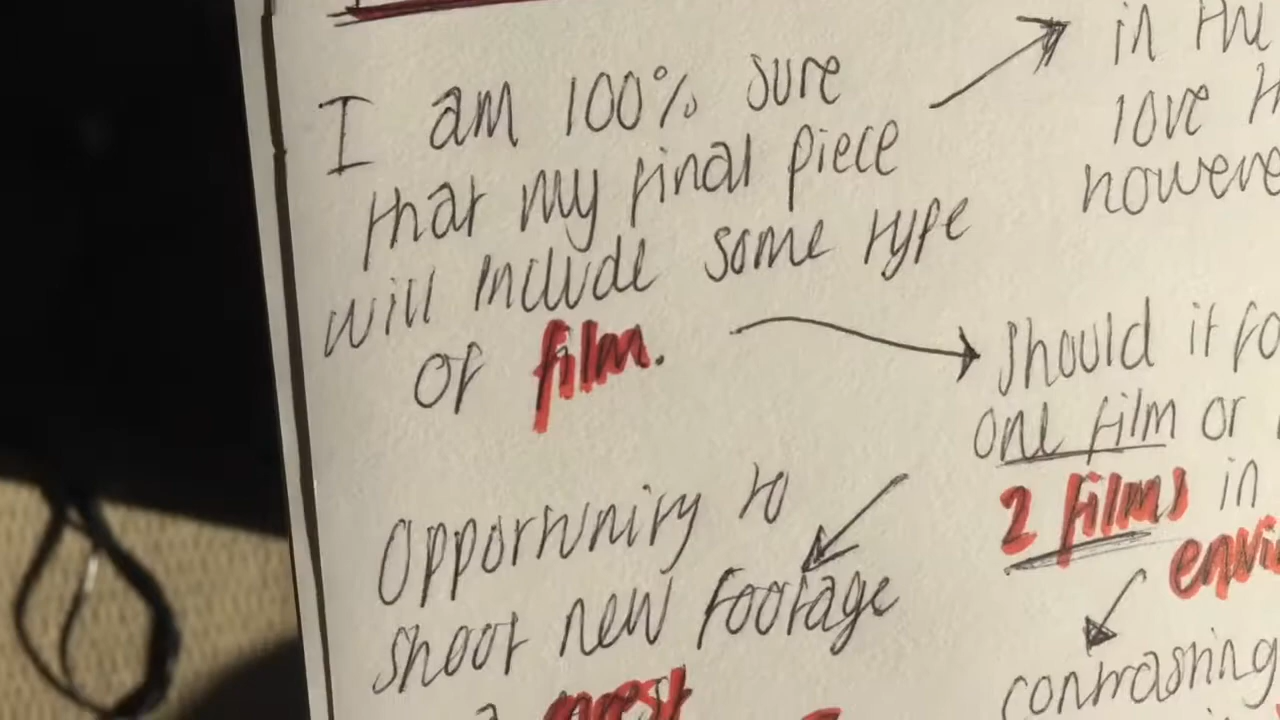 I am 100% sure
that my final piece
will include some type
of film.
Opportunity to
shoot new footage
in the
love
Should it
one film or
2 films in
contrasting